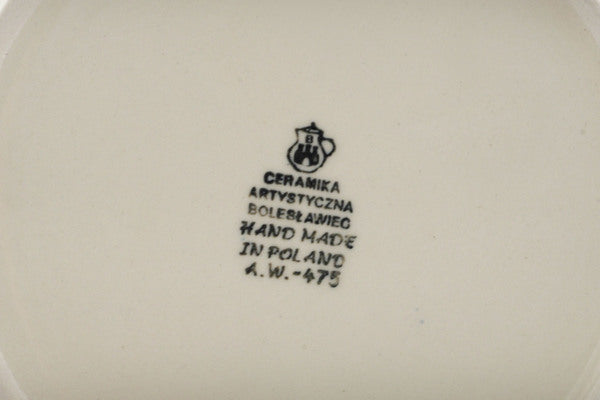 B
CERAMIKA
ARTYSTYCZNA
BOLESŁAWIEC
HAND MADE
IN POLAND
A.W.-475